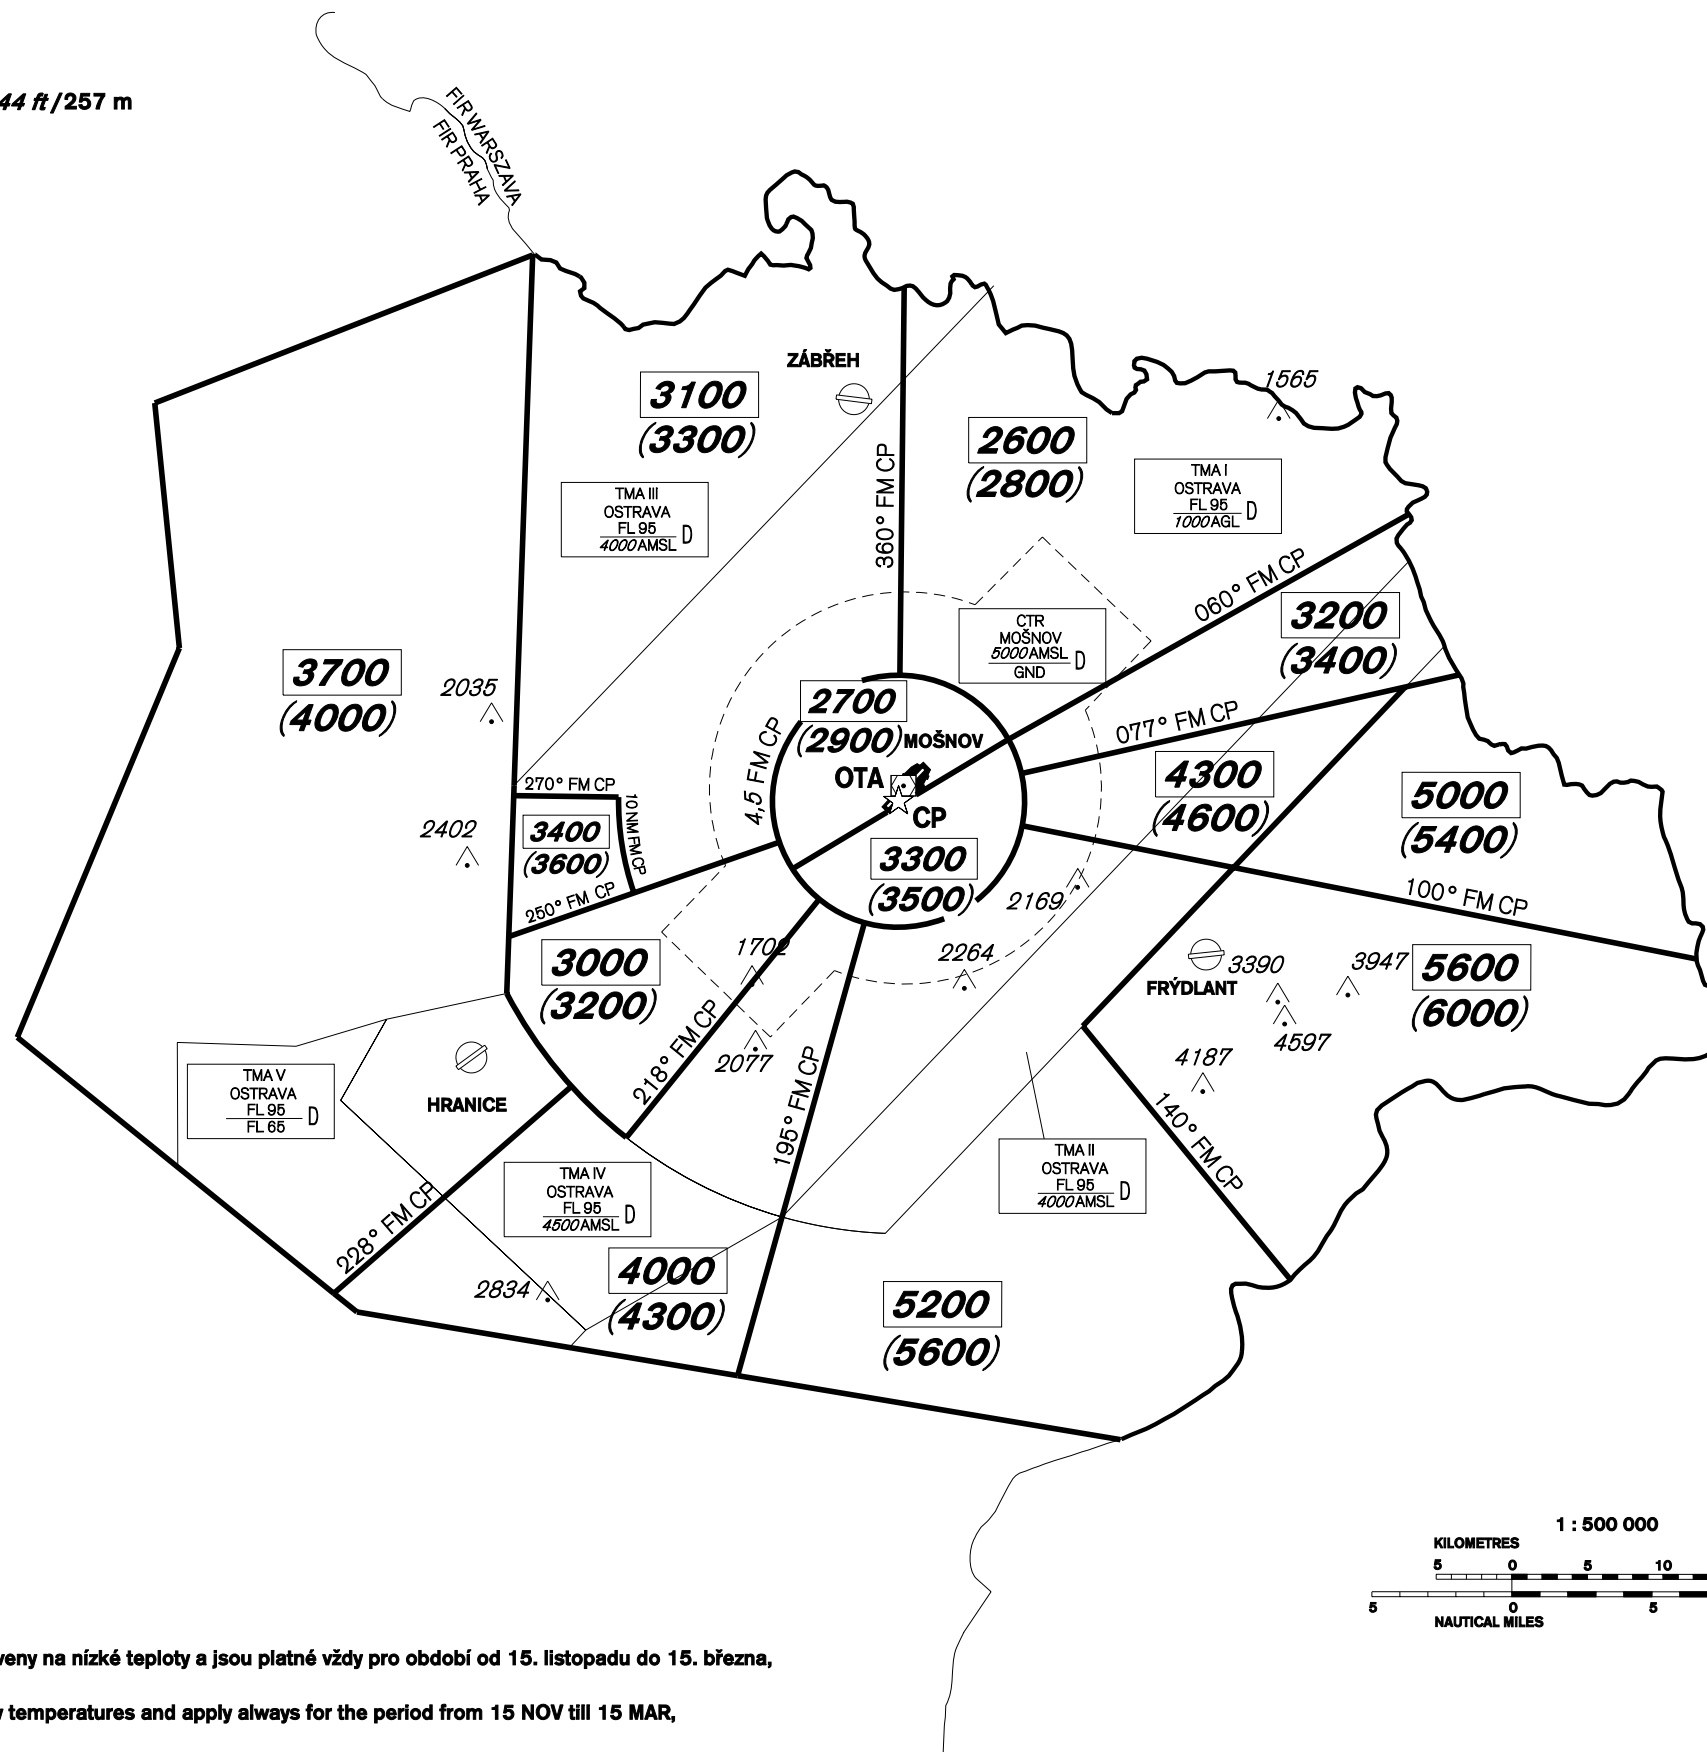 44 ft/257 m
FIR WARSZAVA
FIR PRAHA
ZÁBŘEH
3100
(3300)
1565
2600
(2800)
TMA I
OSTRAVA
FL 95
1000 AGL
D
TMA III
OSTRAVA
FL 95
4000 AMSL
D
360° FM CP
060° FM CP
3200
(3400)
CTR
MOŠNOV
5000 AMSL
GND
D
3700
(4000)
2035
2700
(2900)
MOŠNOV
4,5 FM CP
077° FM CP
OTA
CP
270° FM CP
10 NM FM CP
3400
(3600)
2402
250° FM CP
4300
(4600)
5000
(5400)
3300
(3500)
2169
100° FM CP
1702
2264
3000
(3200)
FRÝDLANT
3390
3947
5600
(6000)
4597
4187
2077
218° FM CP
195° FM CP
140° FM CP
TMA V
OSTRAVA
FL 95
FL 65
D
HRANICE
TMA II
OSTRAVA
FL 95
4000 AMSL
D
TMA IV
OSTRAVA
FL 95
4500 AMSL
D
228° FM CP
2834
4000
(4300)
5200
(5600)
1 : 500 000
KILOMETRES
5 0 5 10
5 0 5
NAUTICAL MILES
veny na nízké teploty a jsou platné vždy pro období od 15. listopadu do 15. března,
temperatures and apply always for the period from 15 NOV till 15 MAR,